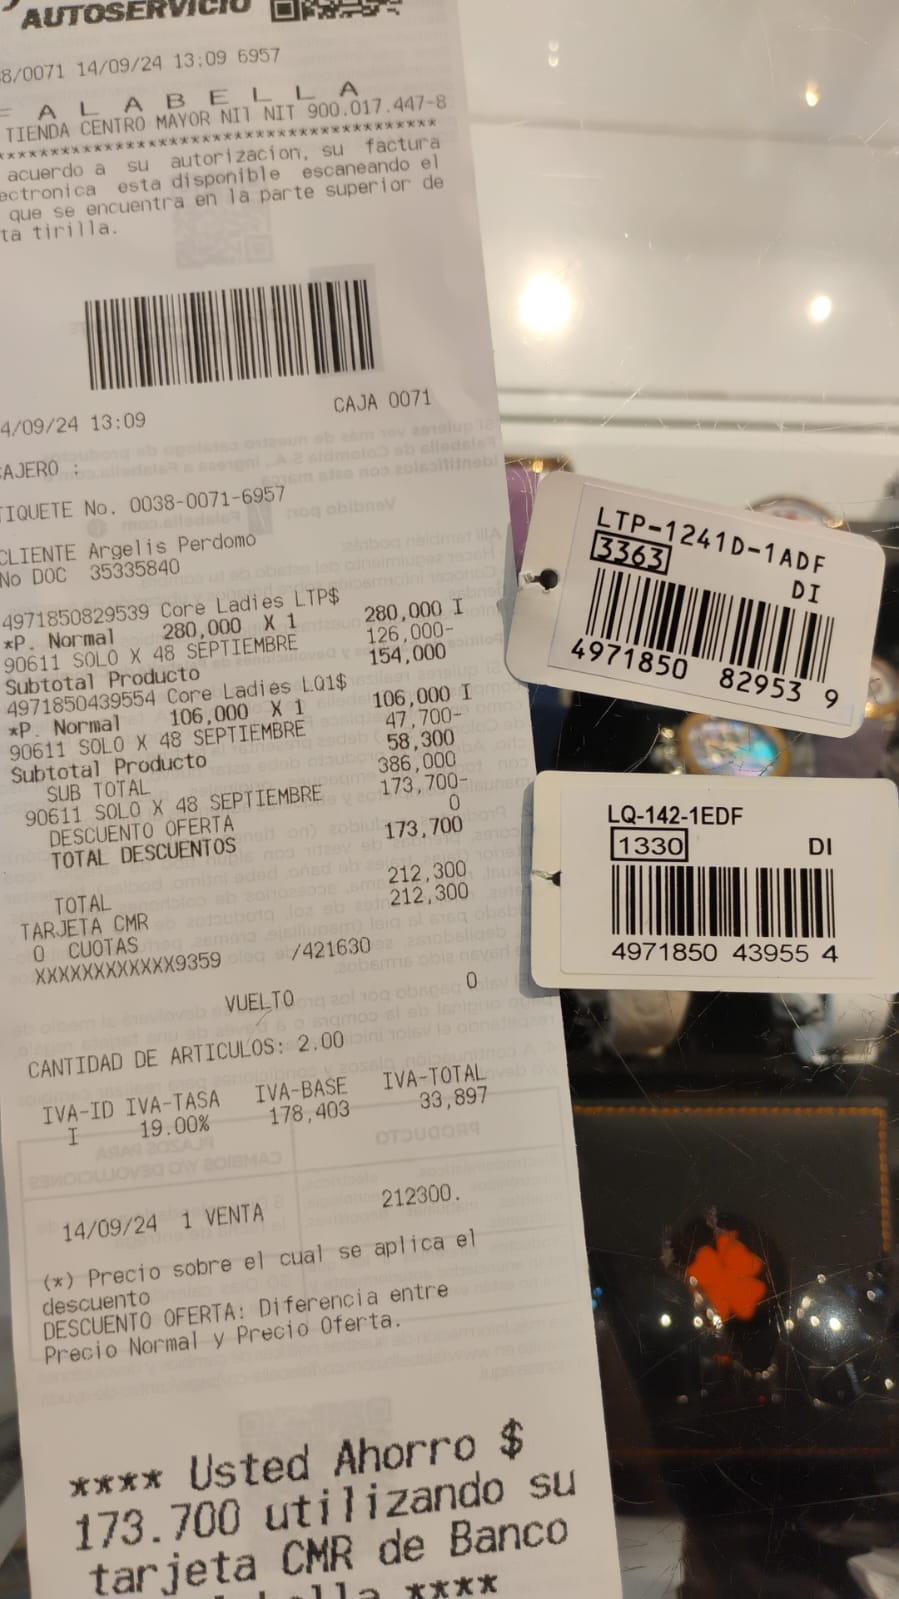 AUTOSERVICIO
8/0071 14/09/24 13:09 6957
F A L A B E L L A
TIENDA CENTRO MAYOR NIT NIT 900.017.447-8
****************************************
acuerdo a su autorizacion, su factura
ectronica esta disponible escaneando el
que se encuentra en la parte superior de
ta tirilla.
4/09/24 13:09 CAJA 0071
CAJERO :
TIQUETE No. 0038-0071-6957
CLIENTE Argelis Perdomo
No DOC 35335840
4971850829539 Core Ladies LTP$
*P. Normal 280,000 X 1 280,000 I
90611 SOLO X 48 SEPTIEMBRE 126,000-
Subtotal Producto 154,000
4971850439554 Core Ladies LQ1$
*P. Normal 106,000 X 1 106,000 I
90611 SOLO X 48 SEPTIEMBRE 47,700-
Subtotal Producto 58,300
SUB TOTAL 386,000
90611 SOLO X 48 SEPTIEMBRE 173,700-
DESCUENTO OFERTA 0
TOTAL DESCUENTOS 173,700
TOTAL 212,300
TARJETA CMR 212,300
0 CUOTAS
XXXXXXXXXXXX9359 /421630
VUELTO 0
CANTIDAD DE ARTICULOS: 2.00
IVA-ID IVA-TASA IVA-BASE IVA-TOTAL
I 19.00% 178,403 33,897
14/09/24 1 VENTA 212300.
(*) Precio sobre el cual se aplica el
descuento
DESCUENTO OFERTA: Diferencia entre
Precio Normal y Precio Oferta.
**** Usted Ahorro $
173.700 utilizando su
tarjeta CMR de Banco
****
LTP-1241D-1ADF
3363 DI
4971850 82953 9
LQ-142-1EDF
1330 DI
4971850 43955 4